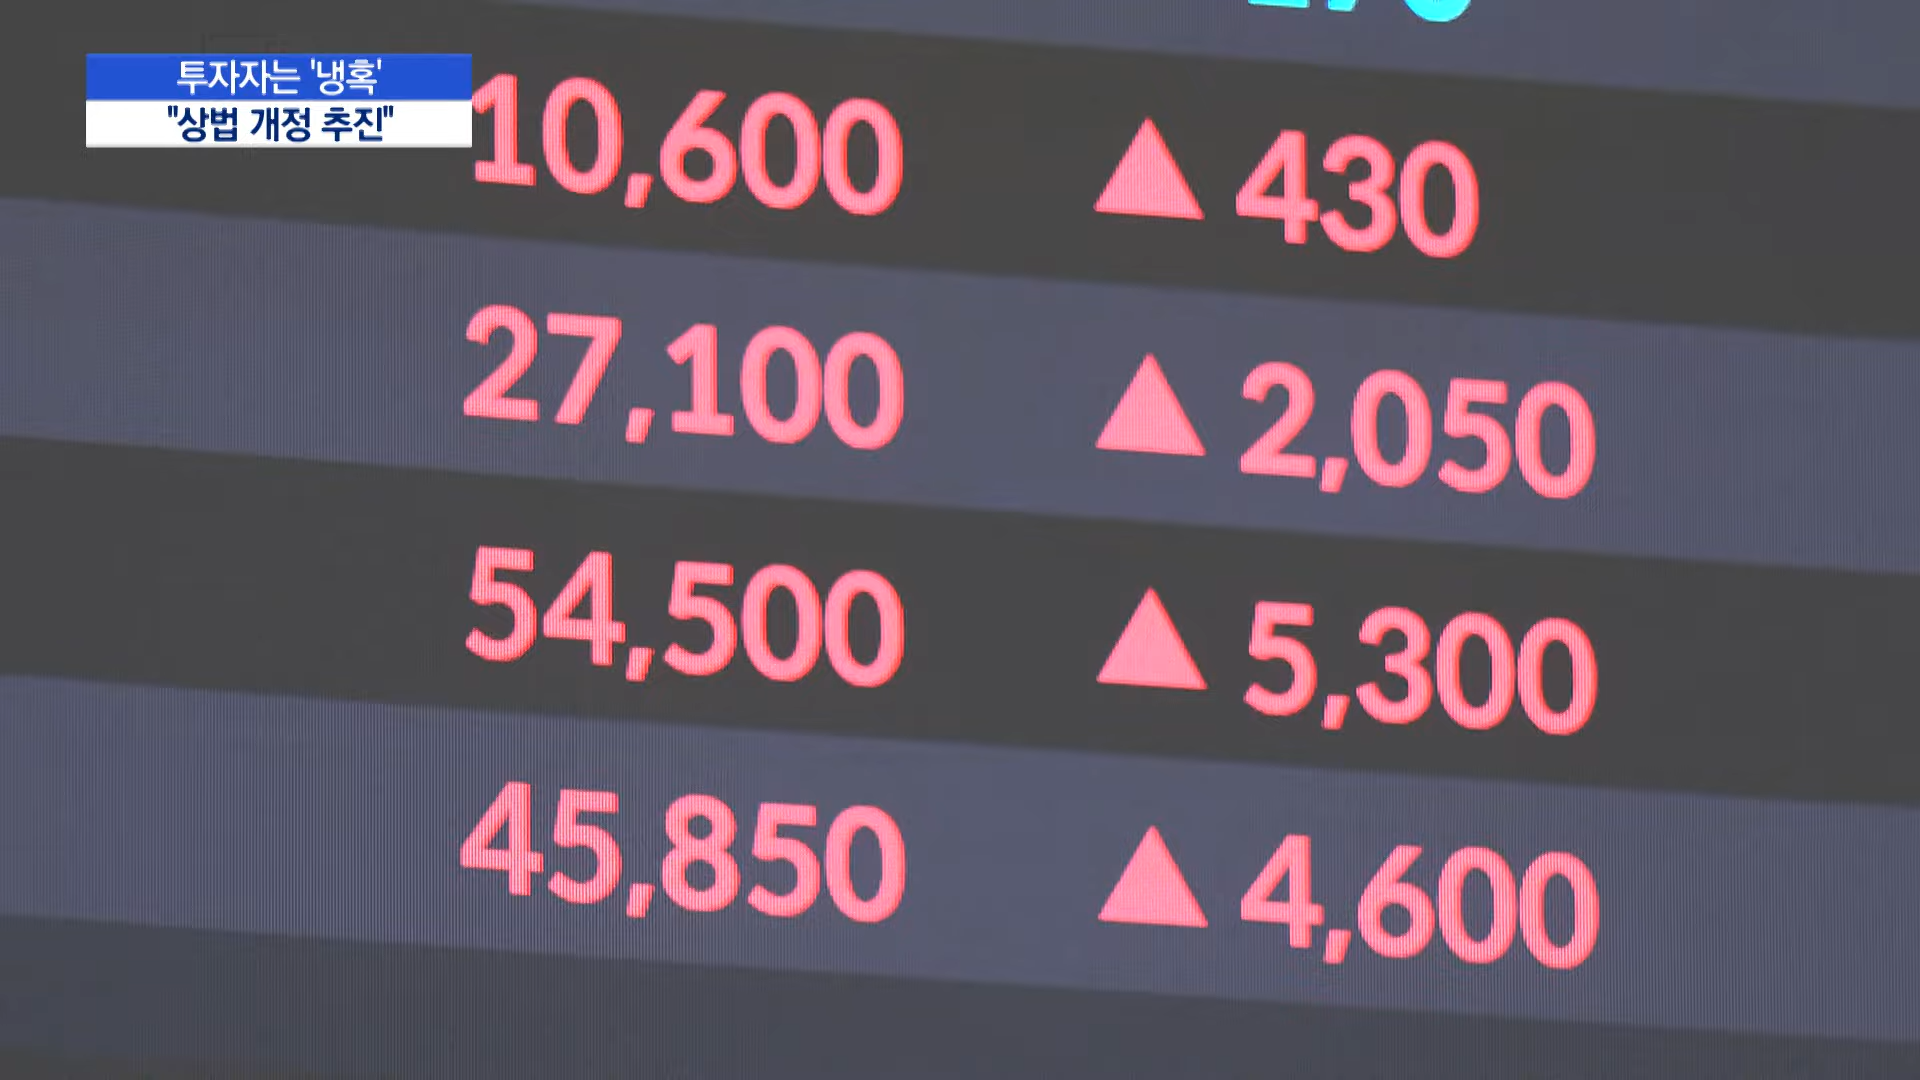 투자자는 '냉혹'
"상법 개정 추진"
10,600 ▲ 430
27,100 ▲ 2,050
54,500 ▲ 5,300
45,850 ▲ 4,600